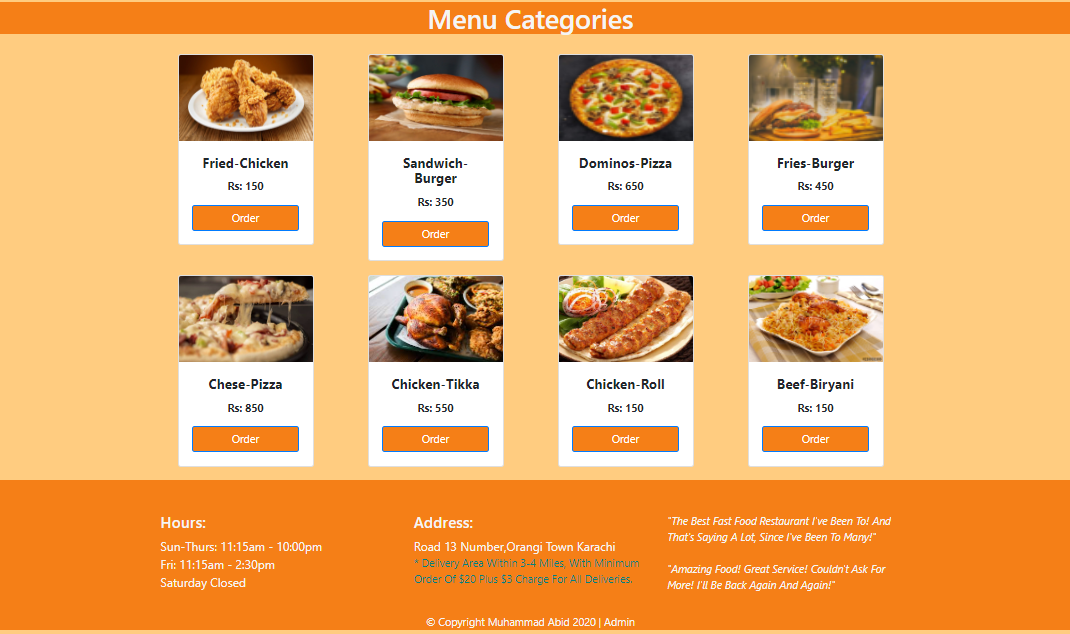 Menu Categories
Fried-Chicken
Rs: 150
Order
Sandwich-
Burger
Rs: 350
Order
Dominos-Pizza
Rs: 650
Order
Fries-Burger
Rs: 450
Order
Chese-Pizza
Rs: 850
Order
Chicken-Tikka
Rs: 550
Order
Chicken-Roll
Rs: 150
Order
Beef-Biryani
Rs: 150
Order
Hours:
Sun-Thurs: 11:15am - 10:00pm
Fri: 11:15am - 2:30pm
Saturday Closed
Address:
Road 13 Number,Orangi Town Karachi
* Delivery Area Within 3-4 Miles, With Minimum
Order Of $20 Plus $3 Charge For All Deliveries.
"The Best Fast Food Restaurant I've Been To! And
That's Saying A Lot, Since I've Been To Many!"
"Amazing Food! Great Service! Couldn't Ask For
More! I'll Be Back Again And Again!"
© Copyright Muhammad Abid 2020 | Admin